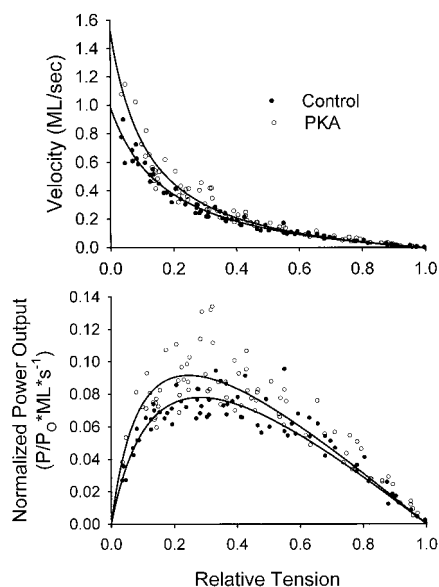 1.6
1.4
1.2
1.0
0.8
0.6
0.4
0.2
0.0
Velocity (ML/sec)
Control
PKA
0.0 0.2 0.4 0.6 0.8 1.0
0.14
0.12
0.10
0.08
0.06
0.04
0.02
0.00
Normalized Power Output
(P/PO*ML*s-1)
0.0 0.2 0.4 0.6 0.8 1.0
Relative Tension